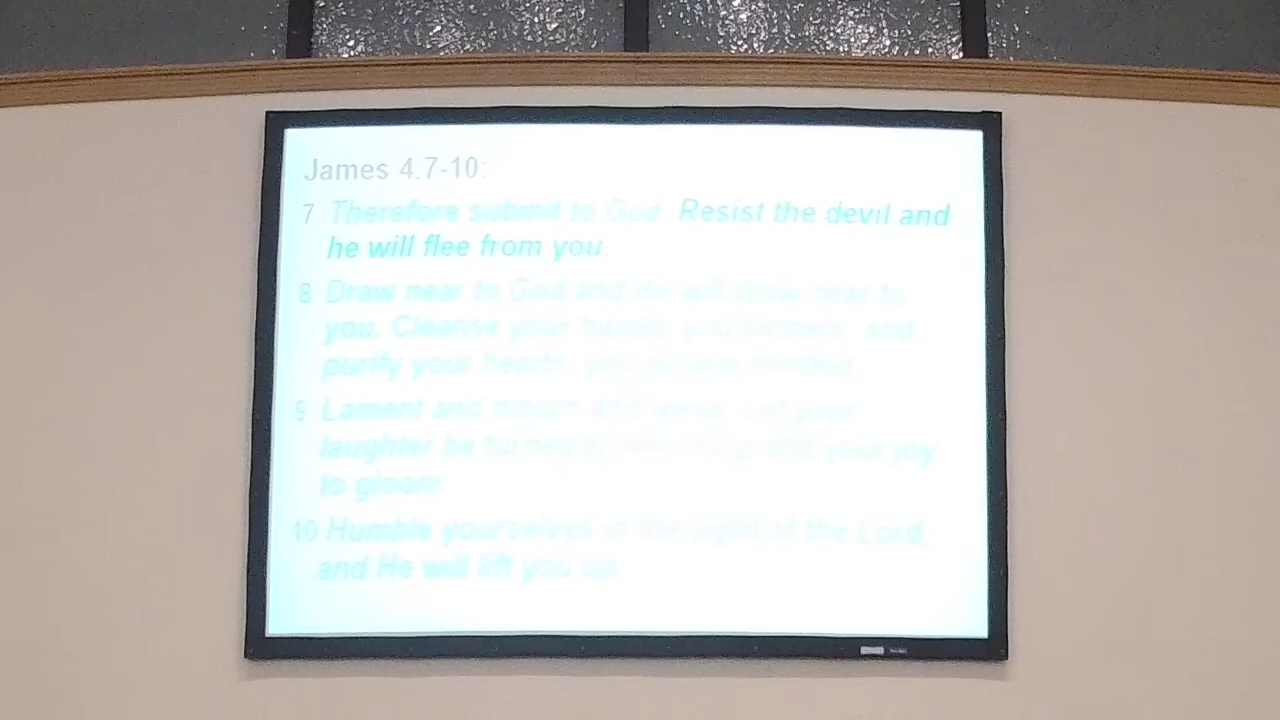 James 4.7-10:
7 Therefore submit to God. Resist the devil and
he will flee from you.
8 Draw near to God and He will draw near to
you. Cleanse your hands, you sinners, and
purify your hearts, you double-minded.
9 Lament and mourn and weep. Let your
laughter be turned to mourning and your joy
to gloom.
10 Humble yourselves in the sight of the Lord,
and He will lift you up.